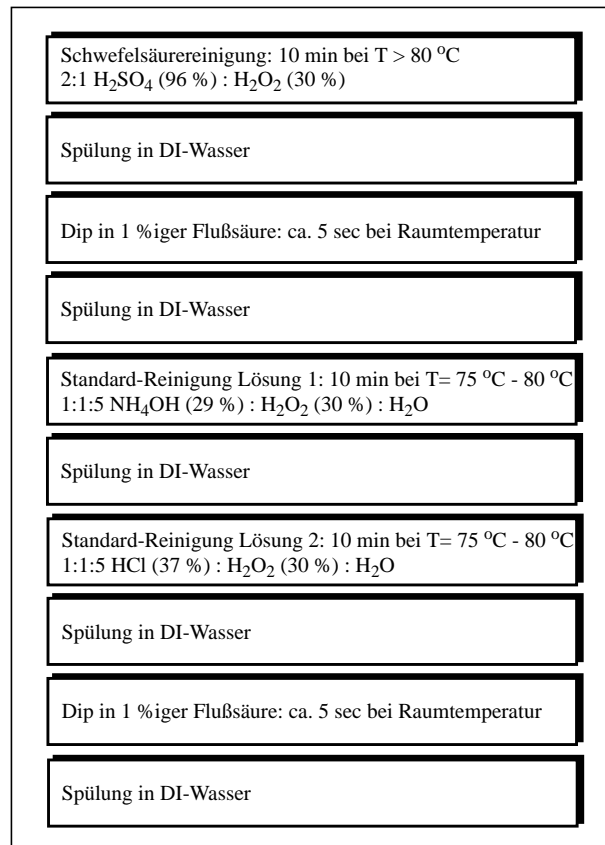 Schwefelsäurereinigung: 10 min bei T > 80 °C
2:1 H₂SO₄ (96 %) : H₂O₂ (30 %)
Spülung in DI-Wasser
Dip in 1 %iger Flußsäure: ca. 5 sec bei Raumtemperatur
Spülung in DI-Wasser
Standard-Reinigung Lösung 1: 10 min bei T= 75 °C - 80 °C
1:1:5 NH₄OH (29 %) : H₂O₂ (30 %) : H₂O
Spülung in DI-Wasser
Standard-Reinigung Lösung 2: 10 min bei T= 75 °C - 80 °C
1:1:5 HCl (37 %) : H₂O₂ (30 %) : H₂O
Spülung in DI-Wasser
Dip in 1 %iger Flußsäure: ca. 5 sec bei Raumtemperatur
Spülung in DI-Wasser